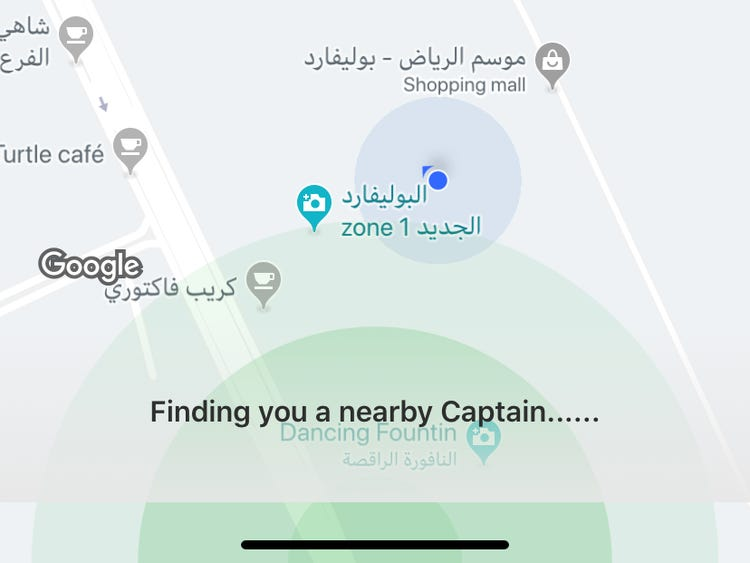 شاهي
الفرع
موسم الرياض - بوليفارد
Shopping mall
Turtle café
البوليفارد
الجديد zone 1
Google
كريب فاكتوري
Finding you a nearby Captain......
Dancing Fountin
النافورة الراقصة